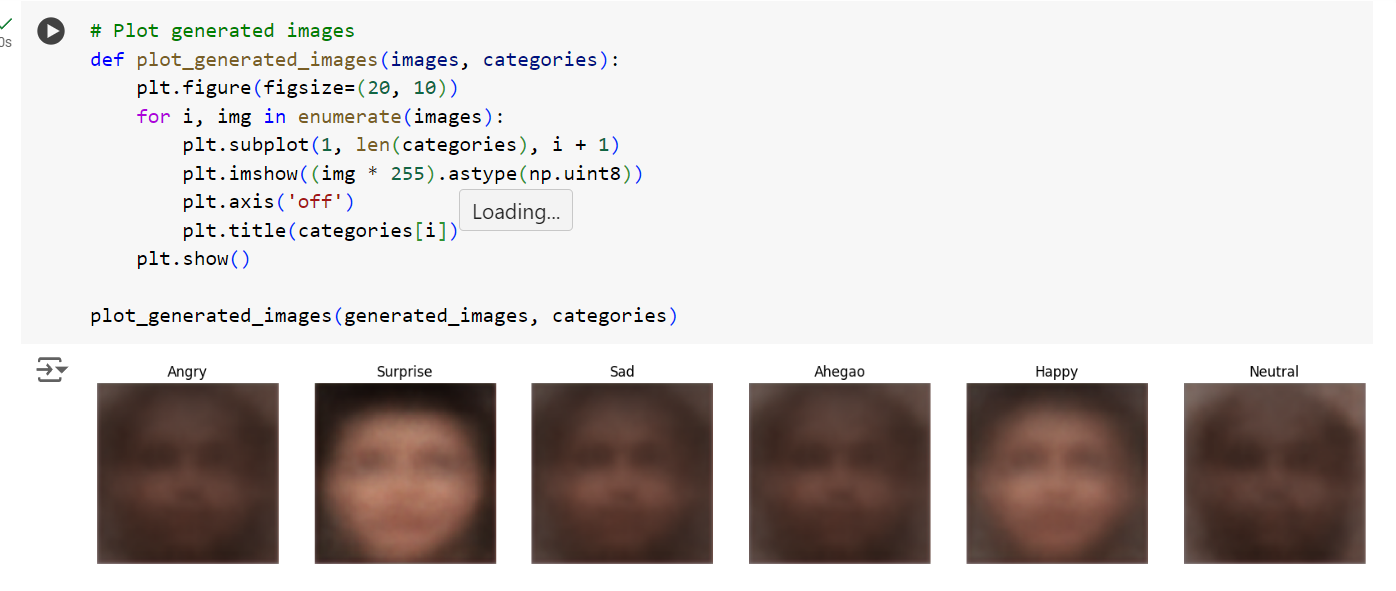 # Plot generated images
def plot_generated_images(images, categories):
    plt.figure(figsize=(20, 10))
    for i, img in enumerate(images):
        plt.subplot(1, len(categories), i + 1)
        plt.imshow((img * 255).astype(np.uint8))
        plt.axis('off')
        plt.title(categories[i])
    plt.show()

plot_generated_images(generated_images, categories)
0s
Loading...
Angry Surprise Sad Ahegao Happy Neutral